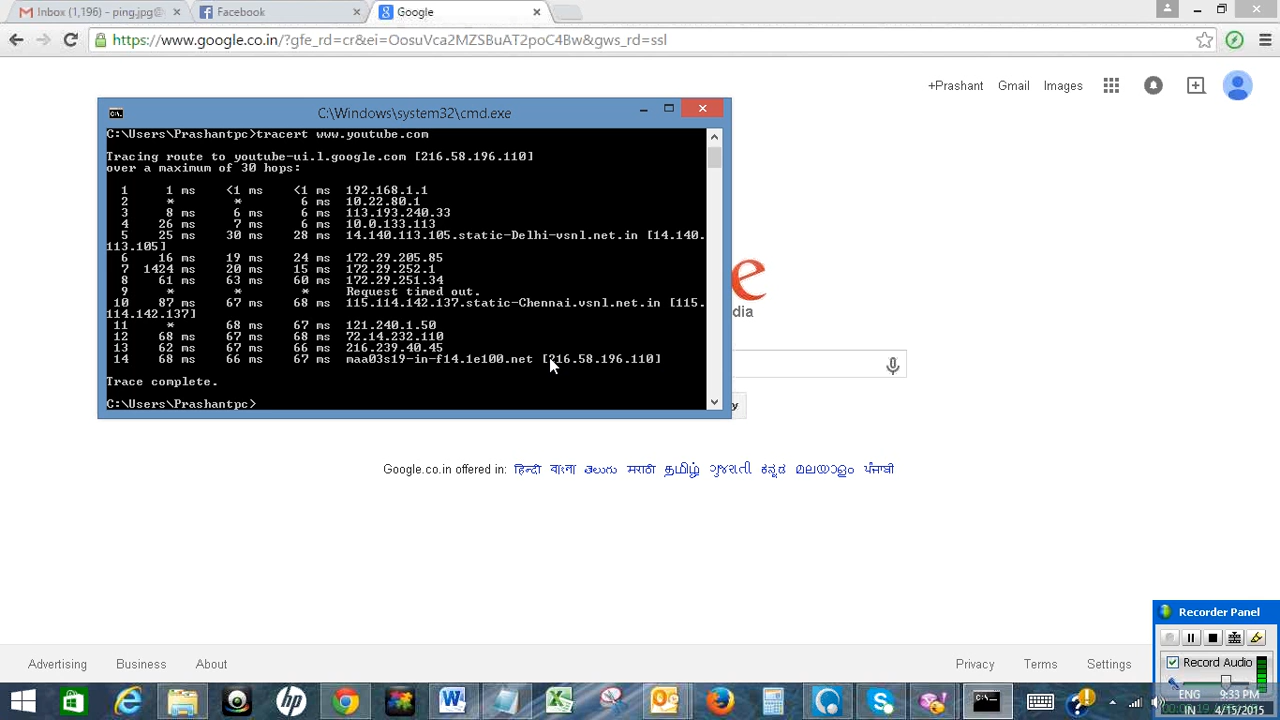 Inbox (1,196) – ping.jpg@
Facebook
Google
https://www.google.co.in/?gfe_rd=cr&ei=OosuVca2MZSBuAT2poC4Bw&gws_rd=ssl
+Prashant Gmail Images
C:\Windows\system32\cmd.exe
C:\Users\Prashantpc>tracert www.youtube.com
Tracing route to youtube-ui.l.google.com [216.58.196.110]
over a maximum of 30 hops:
1 1 ms <1 ms <1 ms 192.168.1.1
2 * * 6 ms 10.22.80.1
3 8 ms 6 ms 6 ms 113.193.240.33
4 26 ms 7 ms 6 ms 10.0.133.113
5 25 ms 30 ms 28 ms 14.140.113.105.static-Delhi-vsnl.net.in [14.140.
113.105]
6 16 ms 19 ms 24 ms 172.29.205.85
7 1424 ms 20 ms 15 ms 172.29.252.1
8 61 ms 63 ms 60 ms 172.29.251.34
9 * * * Request timed out.
10 87 ms 67 ms 68 ms 115.114.142.137.static-Chennai.vsnl.net.in [115.
114.142.137]
11 * 68 ms 67 ms 121.240.1.50
12 68 ms 67 ms 68 ms 72.14.232.110
13 62 ms 66 ms 67 ms 216.239.40.45
14 68 ms 66 ms 67 ms maa03s19-in-f14.1e100.net [216.58.196.110]
Trace complete.
C:\Users\Prashantpc>
e
dia
y
Google.co.in offered in: हिन्दी বাংলা తెలుగు मराठी தமிழ் ગુજરાતી ಕನ್ನಡ മലയാളം ਪੰਜਾਬੀ
Advertising Business About
Privacy Terms Settings
Recorder Panel
Record Audio
ENG 9:33 PM
IN 4/15/2015